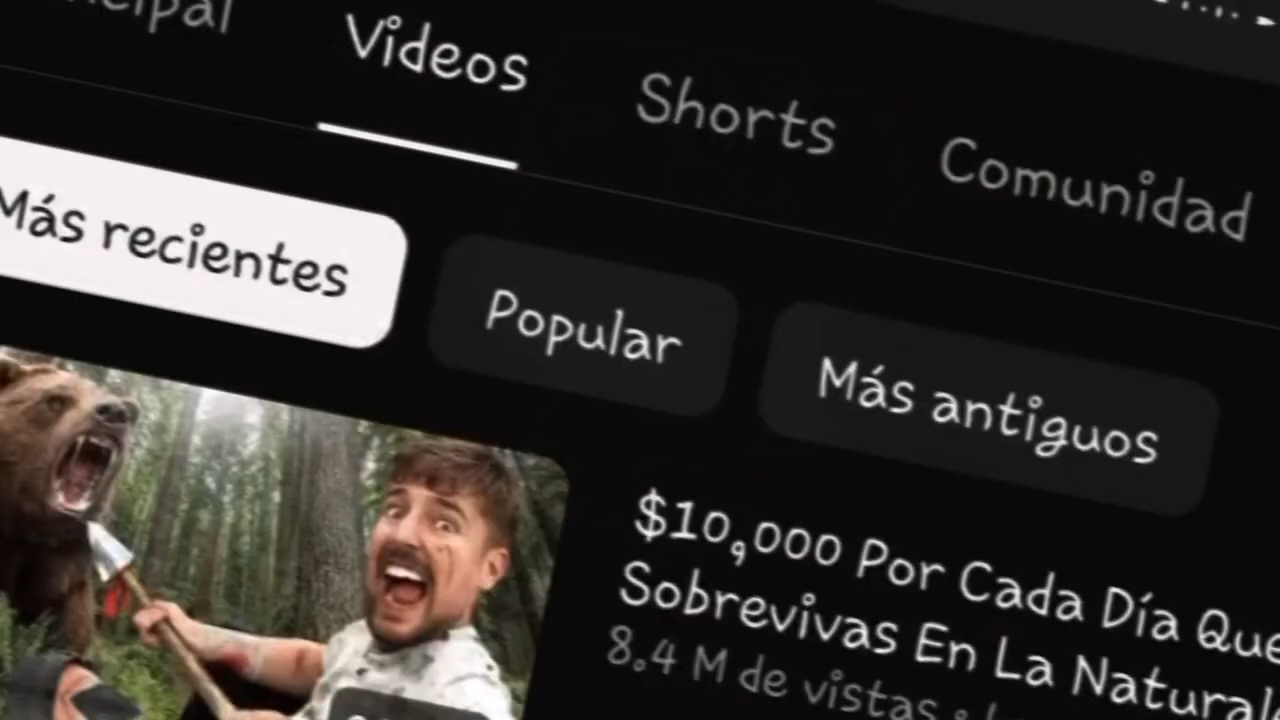 Videos
Shorts
Comunidad
Más recientes
Popular
Más antiguos
$10,000 Por Cada Día Que
Sobrevivas En La
8.4 M de vistas